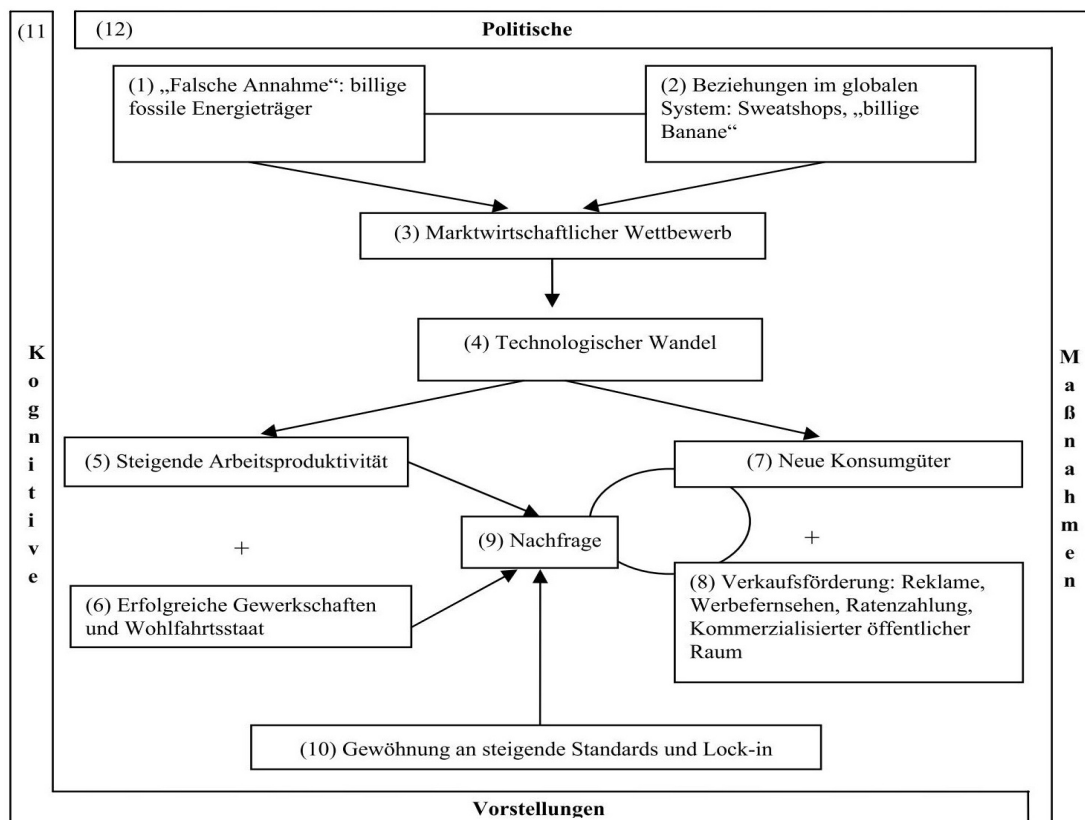 (11
(12)
Politische
(1) „Falsche Annahme“: billige
fossile Energieträger
(2) Beziehungen im globalen
System: Sweatshops, „billige
Banane“
(3) Marktwirtschaftlicher Wettbewerb
(4) Technologischer Wandel
Kognitive
Maßnahmen
(5) Steigende Arbeitsproduktivität
(7) Neue Konsumgüter
(9) Nachfrage
+
+
(6) Erfolgreiche Gewerkschaften
und Wohlfahrtsstaat
(8) Verkaufsförderung: Reklame,
Werbefernsehen, Ratenzahlung,
Kommerzialisierter öffentlicher
Raum
(10) Gewöhnung an steigende Standards und Lock-in
Vorstellungen